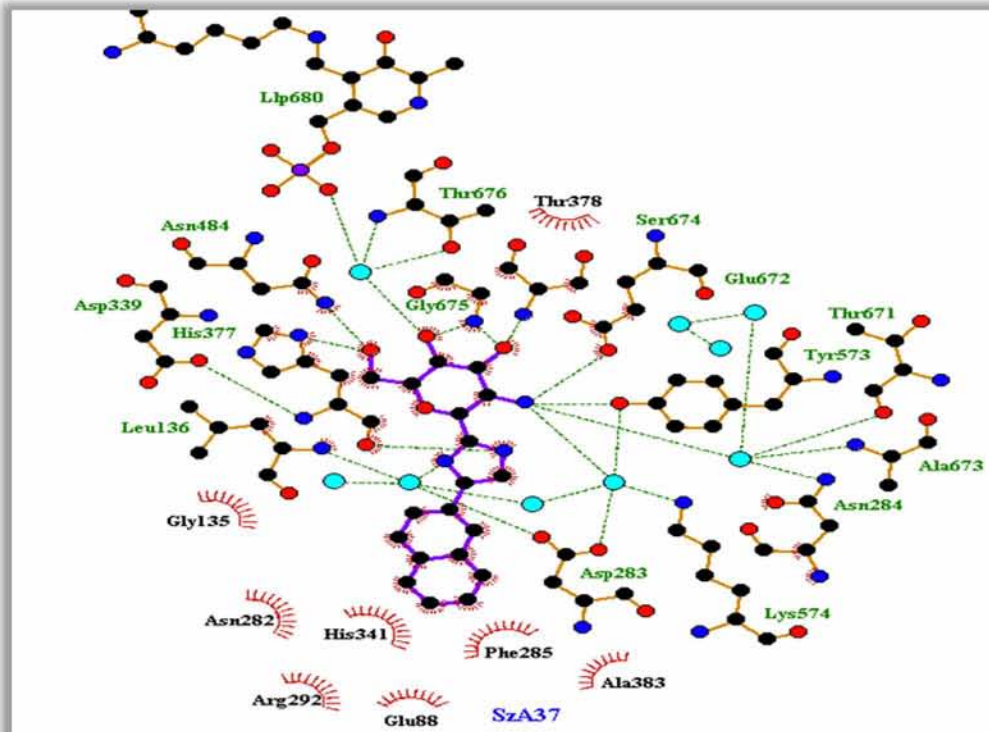 Llp680
Thr676
Thr378
Ser674
Asn484
Glu672
Gly675
Asp339
Thr671
His377
Tyr573
Leu136
Ala673
Asn284
Gly135
Asp283
Lys574
Asn282
His341
Phe285
Ala383
Arg292
Glu88
SzA37